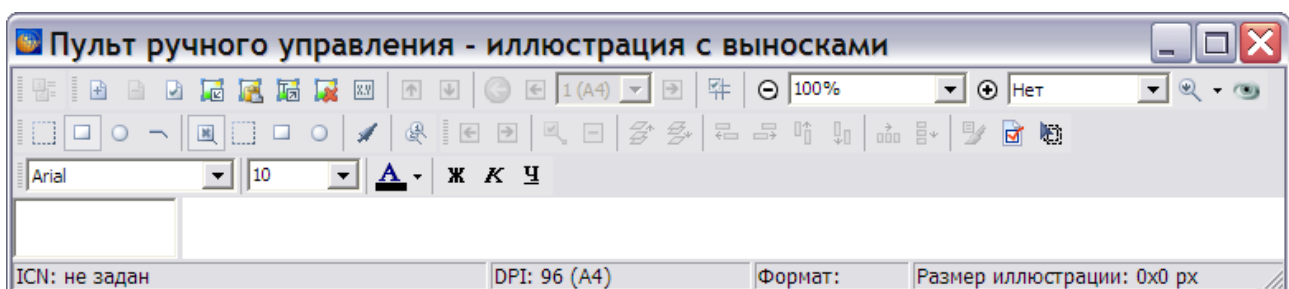 Пульт ручного управления - иллюстрация с выносками
1 (A4) 100% Нет
Arial 10 A Ж К Ч
ICN: не задан DPI: 96 (A4) Формат: Размер иллюстрации: 0x0 px